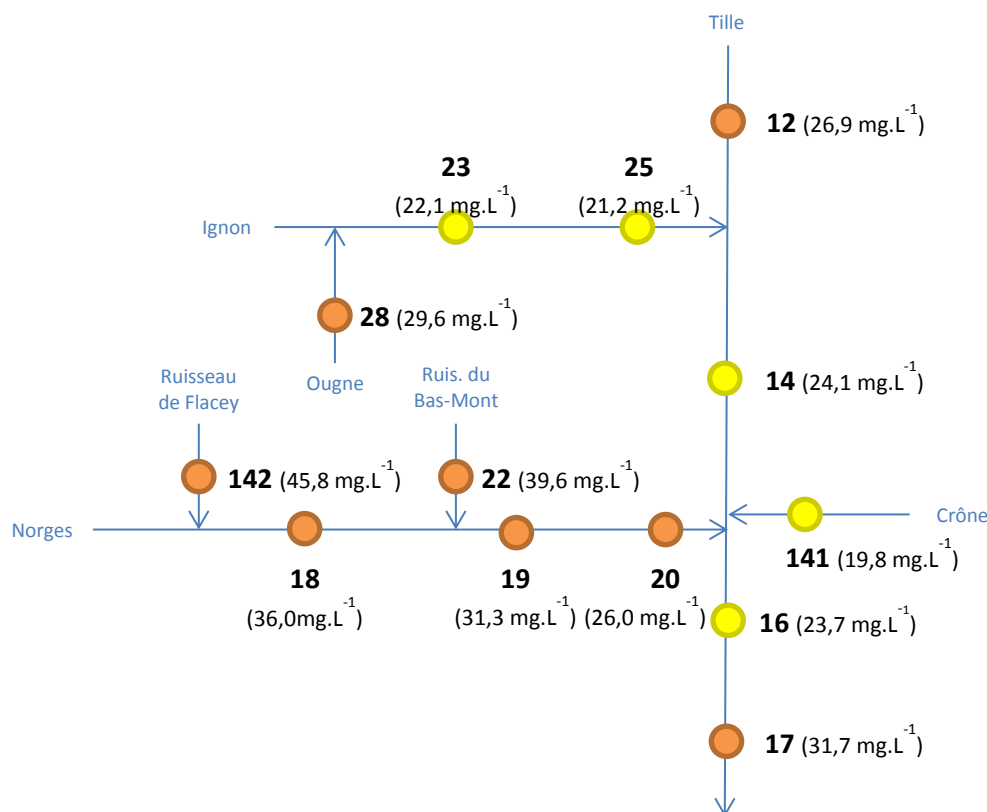 Tille
12 (26,9 mg.L-1)
23
25
(22,1 mg.L-1)
(21,2 mg.L-1)
Ignon
28 (29,6 mg.L-1)
Ougne
Ruisseau
de Flacey
Ruis. du
Bas-Mont
14 (24,1 mg.L-1)
142 (45,8 mg.L-1)
22 (39,6 mg.L-1)
Norges
Crône
141 (19,8 mg.L-1)
18
19
20
(36,0mg.L-1)
(31,3 mg.L-1)
(26,0 mg.L-1)
16 (23,7 mg.L-1)
17 (31,7 mg.L-1)